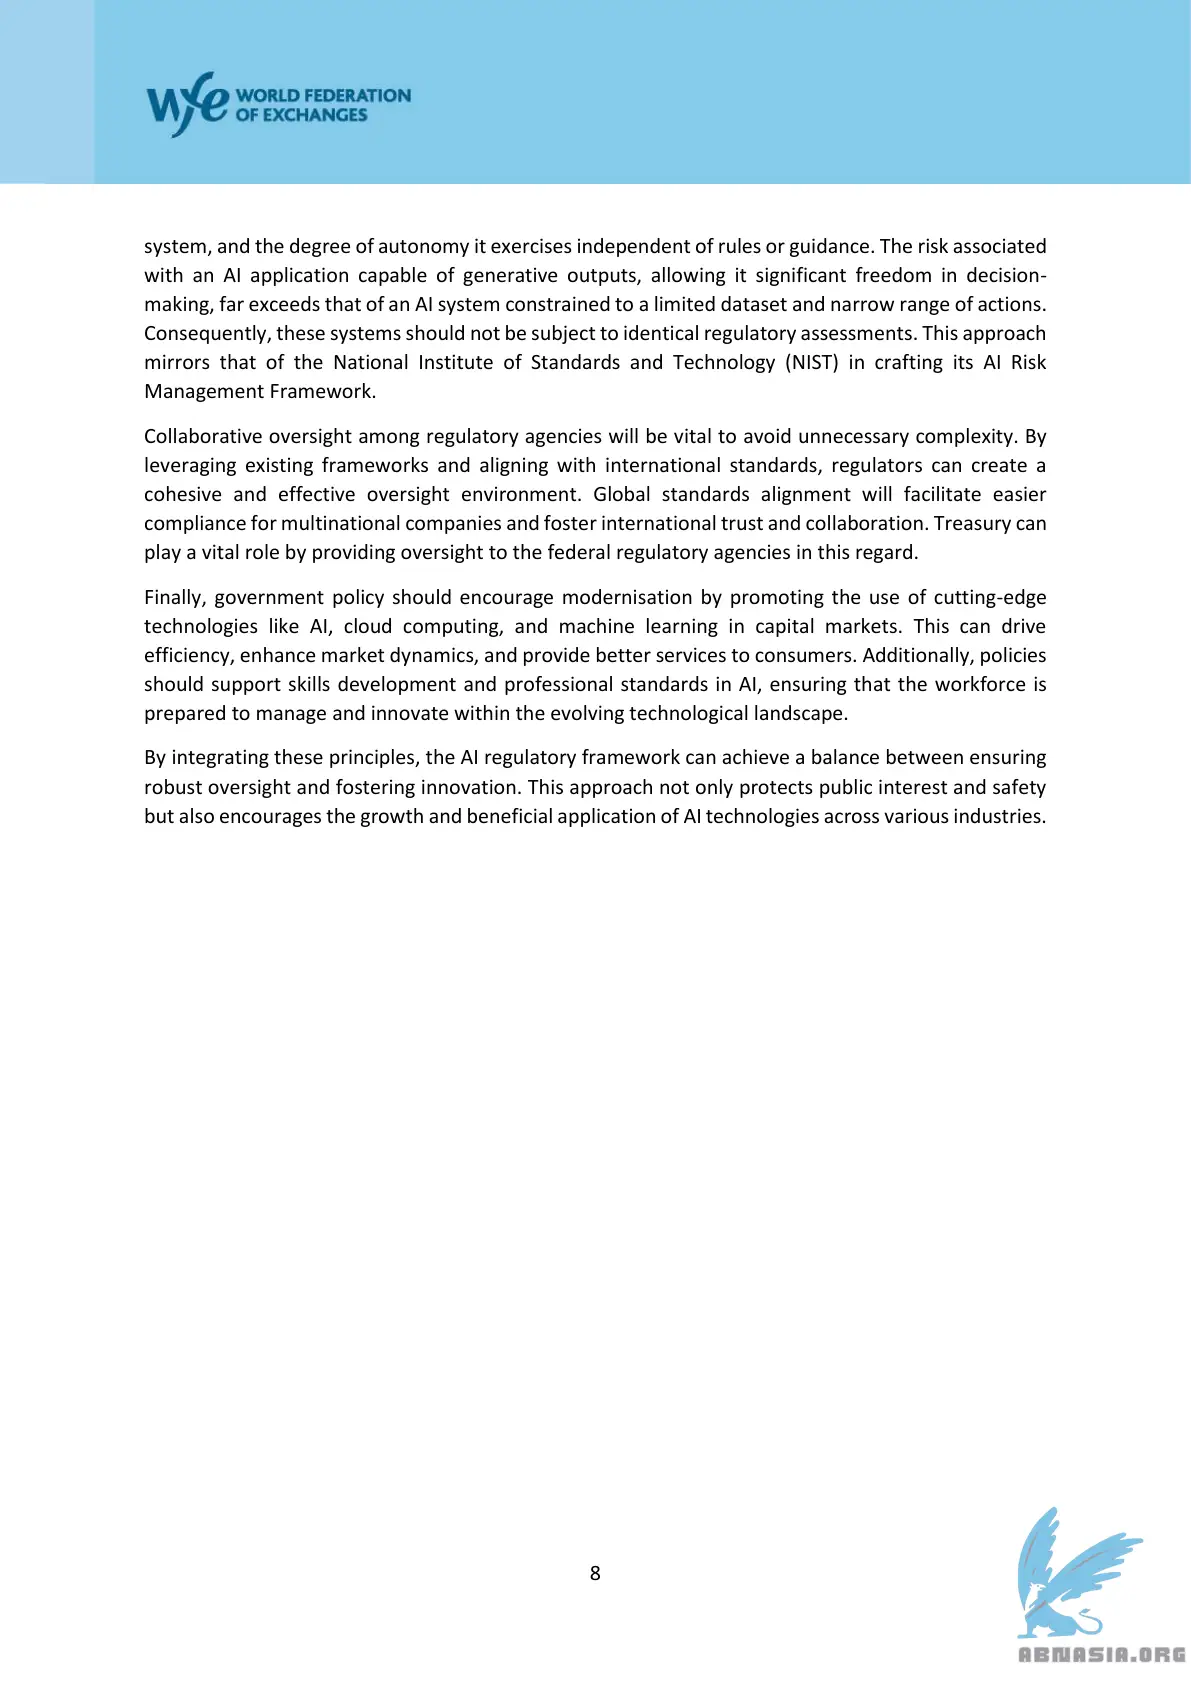 wfe WORLD FEDERATION
OF EXCHANGES
system, and the degree of autonomy it exercises independent of rules or guidance. The risk associated
with an AI application capable of generative outputs, allowing it significant freedom in decision-
making, far exceeds that of an AI system constrained to a limited dataset and narrow range of actions.
Consequently, these systems should not be subject to identical regulatory assessments. This approach
mirrors that of the National Institute of Standards and Technology (NIST) in crafting its AI Risk
Management Framework.
Collaborative oversight among regulatory agencies will be vital to avoid unnecessary complexity. By
leveraging existing frameworks and aligning with international standards, regulators can create a
cohesive and effective oversight environment. Global standards alignment will facilitate easier
compliance for multinational companies and foster international trust and collaboration. Treasury can
play a vital role by providing oversight to the federal regulatory agencies in this regard.
Finally, government policy should encourage modernisation by promoting the use of cutting-edge
technologies like AI, cloud computing, and machine learning in capital markets. This can drive
efficiency, enhance market dynamics, and provide better services to consumers. Additionally, policies
should support skills development and professional standards in AI, ensuring that the workforce is
prepared to manage and innovate within the evolving technological landscape.
By integrating these principles, the AI regulatory framework can achieve a balance between ensuring
robust oversight and fostering innovation. This approach not only protects public interest and safety
but also encourages the growth and beneficial application of AI technologies across various industries.
8
ABNASIA.ORG